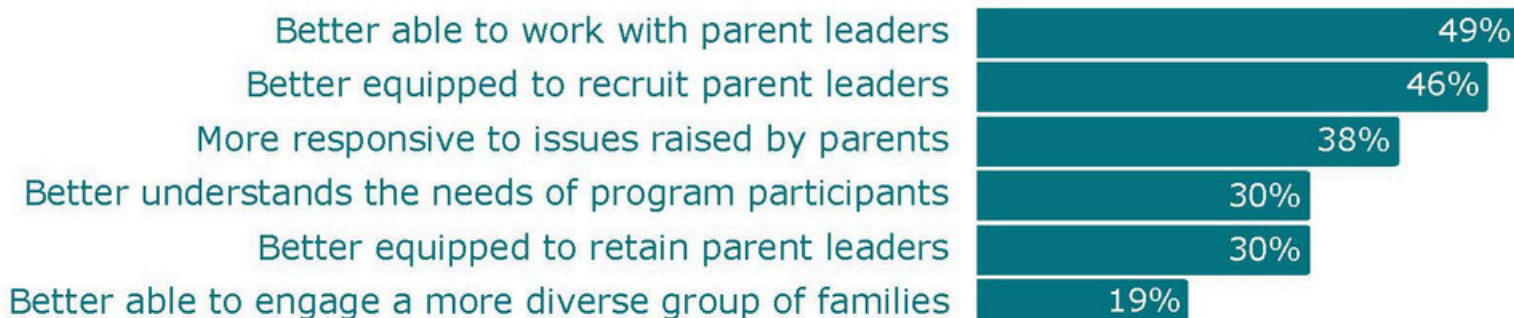 Better able to work with parent leaders 49%
Better equipped to recruit parent leaders 46%
More responsive to issues raised by parents 38%
Better understands the needs of program participants 30%
Better equipped to retain parent leaders 30%
Better able to engage a more diverse group of families 19%